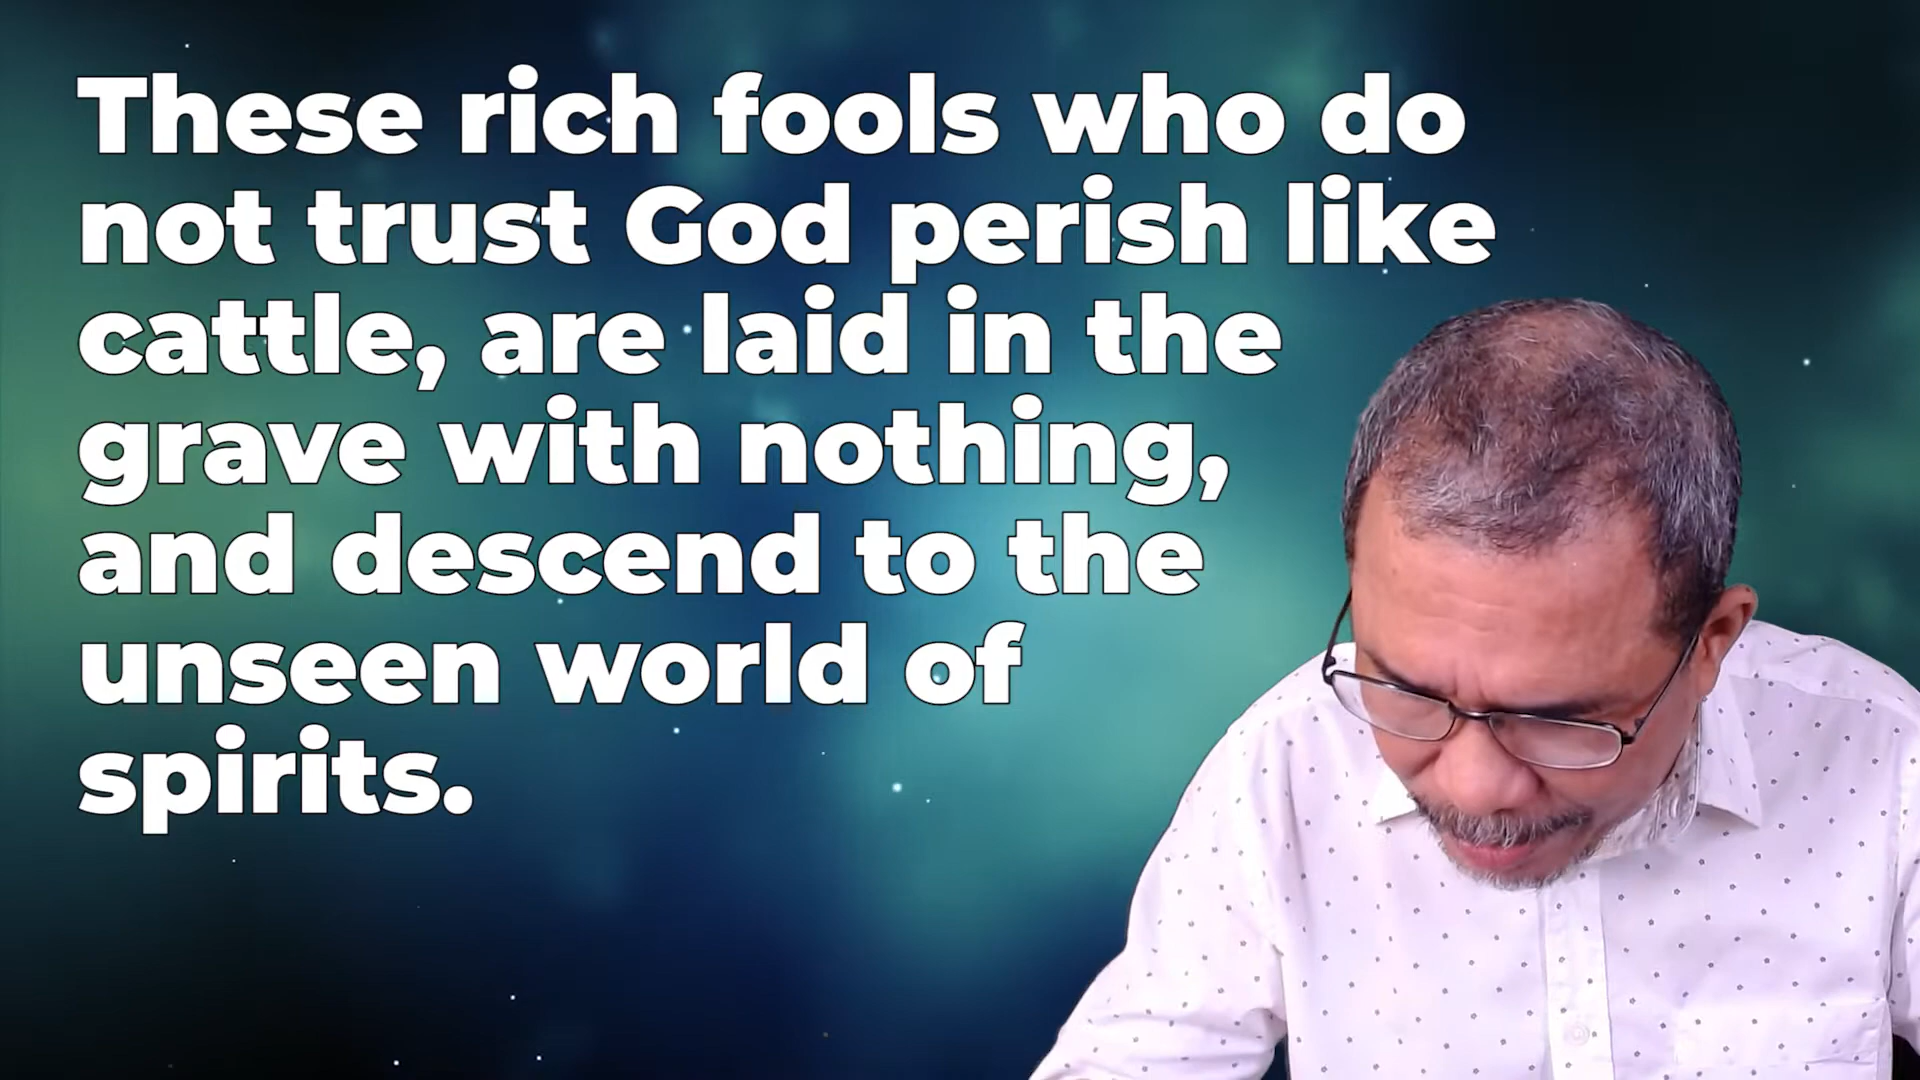 These rich fools who do
not trust God perish like
cattle, are laid in the
grave with nothing,
and descend to the
unseen world of
spirits.